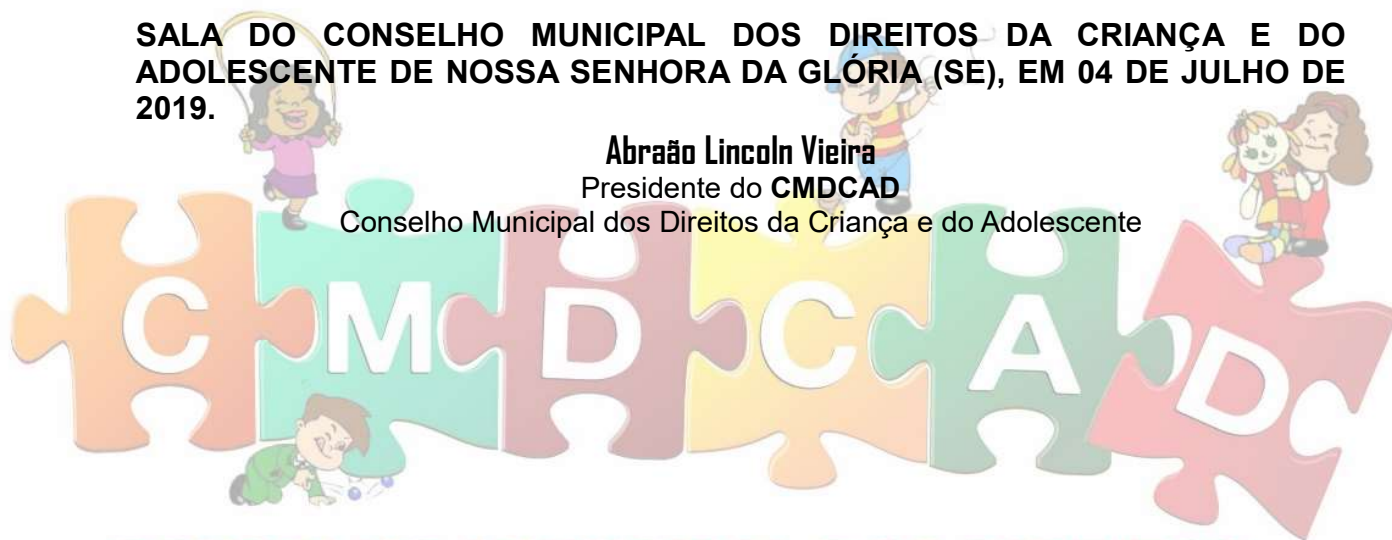 SALA DO CONSELHO MUNICIPAL DOS DIREITOS DA CRIANÇA E DO
ADOLESCENTE DE NOSSA SENHORA DA GLÓRIA (SE), EM 04 DE JULHO DE
2019.
Abraão Lincoln Vieira
Presidente do CMDCAD
Conselho Municipal dos Direitos da Criança e do Adolescente
CMDCAD